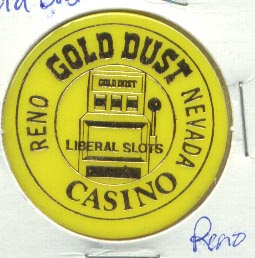 GOLD DUST
RENO
NEVADA
GOLD DUST
LIBERAL SLOTS
CASINO
Reno